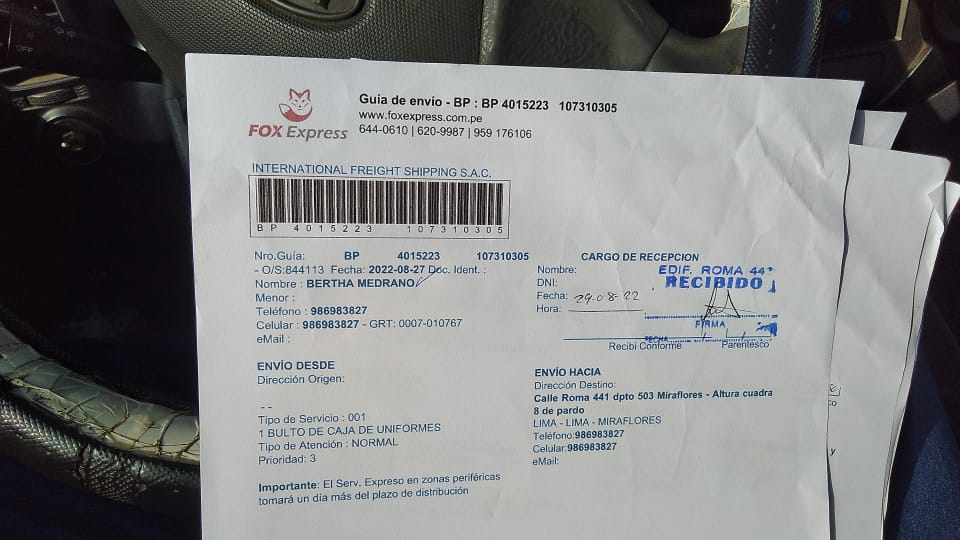 OFF
FOX Express
Guía de envío - BP : BP 4015223 107310305
www.foxexpress.com.pe
644-0610 | 620-9987 | 959 176106
INTERNATIONAL FREIGHT SHIPPING S.A.C.
BP 4015223 107310305
Nro.Guía: BP 4015223 107310305
- O/S:844113 Fecha: 2022-08-27 Doc. Ident. :
Nombre : BERTHA MEDRANO
Menor :
Teléfono : 986983827
Celular : 986983827 - GRT: 0007-010767
eMail :
CARGO DE RECEPCION
Nombre:
DNI:
Fecha: 29-08-22
Hora:
EDIF. ROMA 441
RECIBIDO
FIRMA
FECHA
Recibí Conforme Parentesco
ENVÍO DESDE
Dirección Origen:
- -
Tipo de Servicio : 001
1 BULTO DE CAJA DE UNIFORMES
Tipo de Atención : NORMAL
Prioridad: 3
ENVÍO HACIA
Dirección Destino:
Calle Roma 441 dpto 503 Miraflores - Altura cuadra
8 de pardo
LIMA - LIMA - MIRAFLORES
Teléfono:986983827
Celular:986983827
eMail:
Importante: El Serv. Expreso en zonas periféricas
tomará un día más del plazo de distribución
co
y